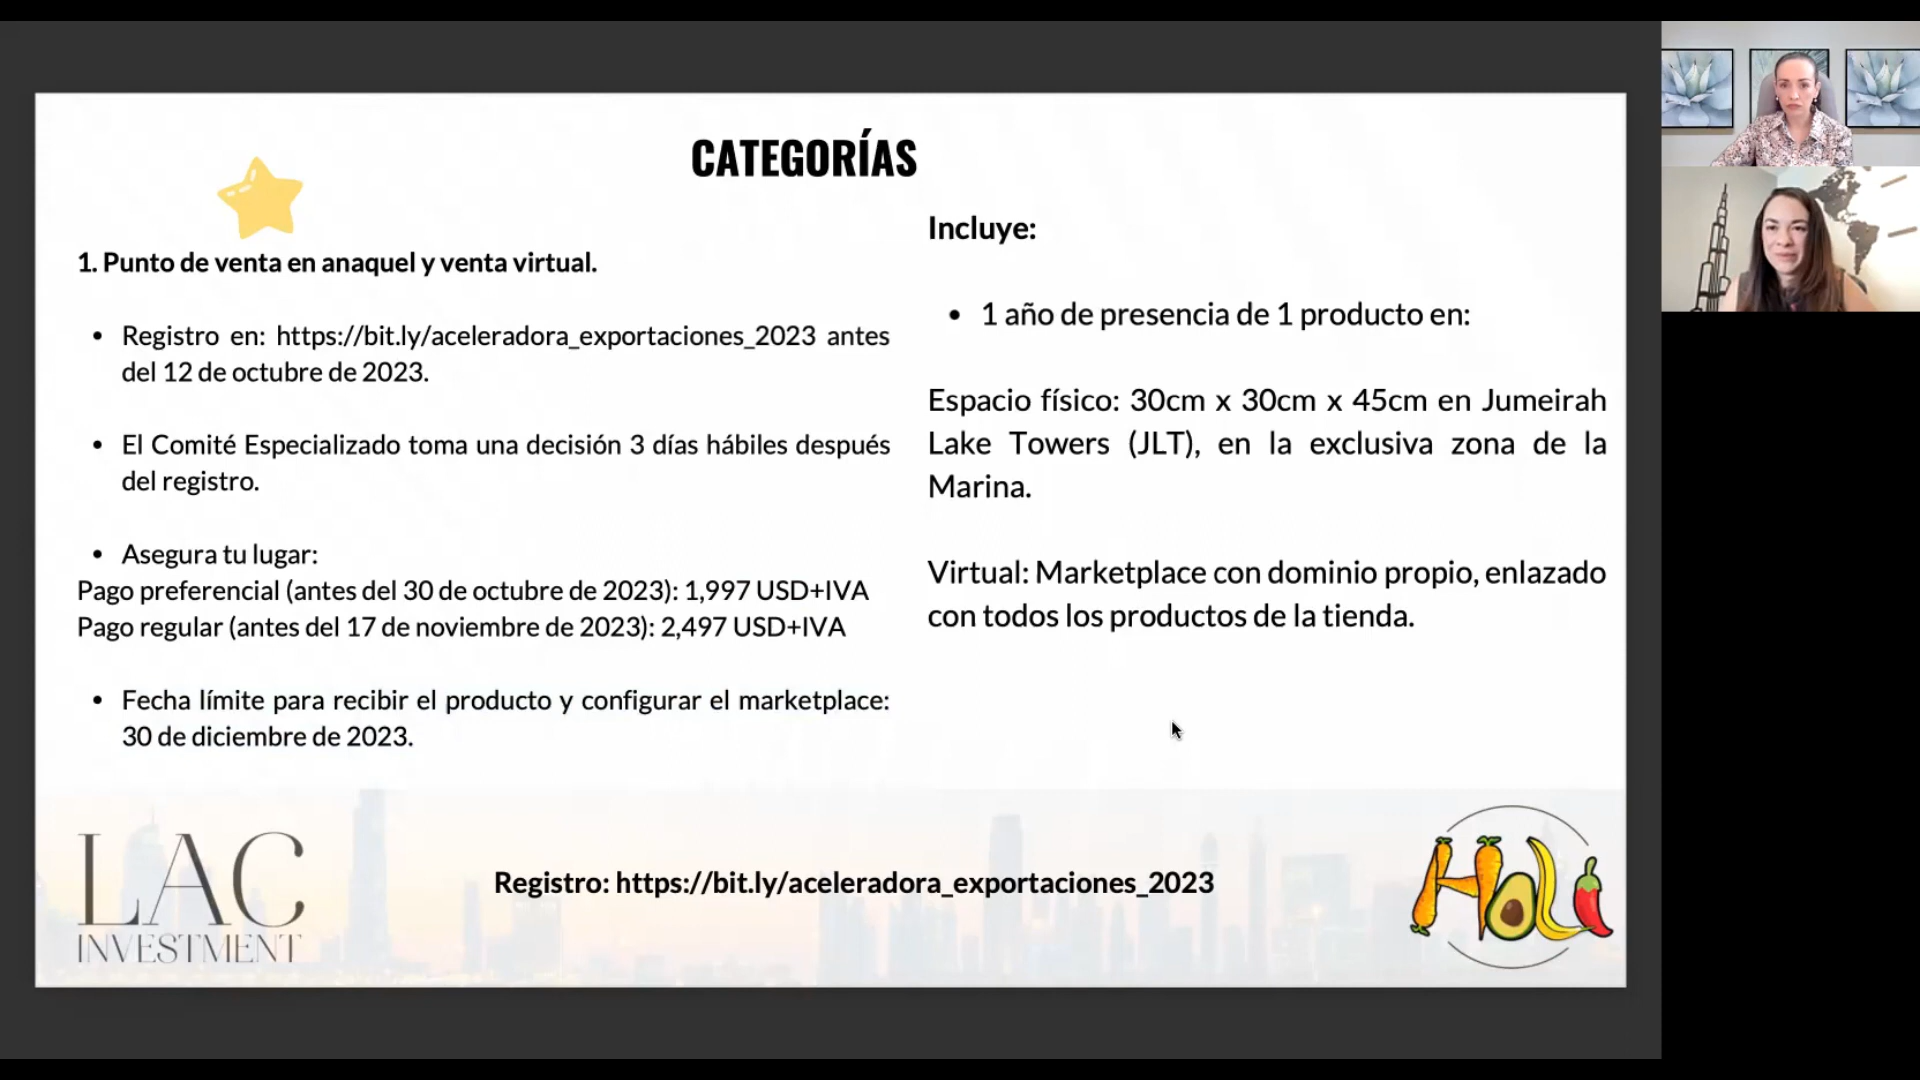 CATEGORÍAS
1. Punto de venta en anaquel y venta virtual.
• Registro en: https://bit.ly/aceleradora_exportaciones_2023 antes
del 12 de octubre de 2023.
• El Comité Especializado toma una decisión 3 días hábiles después
del registro.
• Asegura tu lugar:
Pago preferencial (antes del 30 de octubre de 2023): 1,997 USD+IVA
Pago regular (antes del 17 de noviembre de 2023): 2,497 USD+IVA
• Fecha límite para recibir el producto y configurar el marketplace:
30 de diciembre de 2023.
Incluye:
• 1 año de presencia de 1 producto en:
Espacio físico: 30cm x 30cm x 45cm en Jumeirah
Lake Towers (JLT), en la exclusiva zona de la
Marina.
Virtual: Marketplace con dominio propio, enlazado
con todos los productos de la tienda.
LAC
INVESTMENT
Registro: https://bit.ly/aceleradora_exportaciones_2023
HOLi